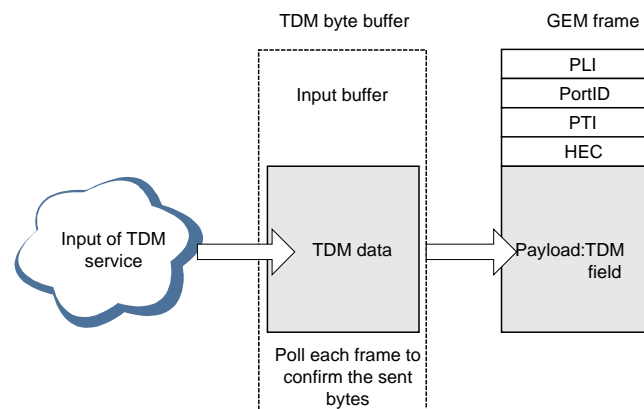 TDM byte buffer
GEM frame
Input buffer
PLI
PortID
PTI
HEC
Input of TDM
service
TDM data
Payload:TDM
field
Poll each frame to
confirm the sent
bytes